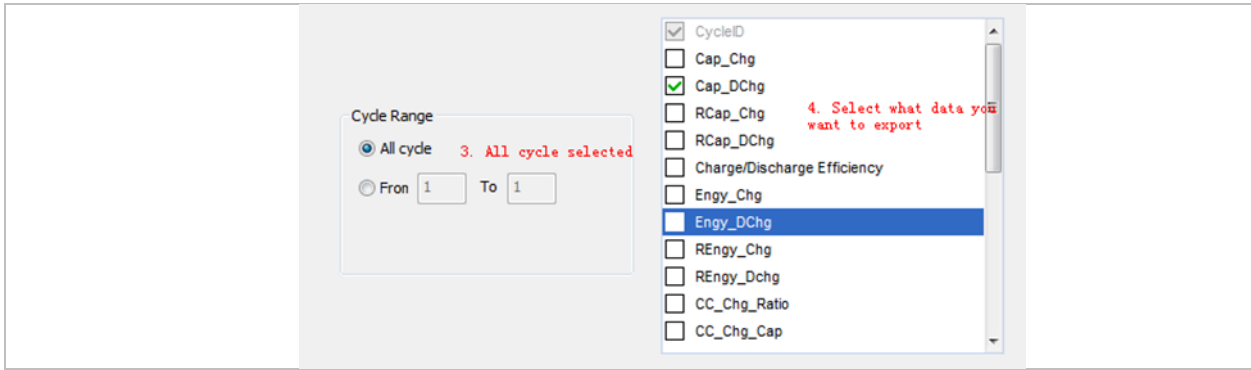 Cycle Range
All cycle
3. All cycle selected
Fron 1 To 1
CycleID
Cap_Chg
Cap_DChg
RCap_Chg
4. Select what data you
want to export
RCap_DChg
Charge/Discharge Efficiency
Engy_Chg
Engy_DChg
REngy_Chg
REngy_Dchg
CC_Chg_Ratio
CC_Chg_Cap